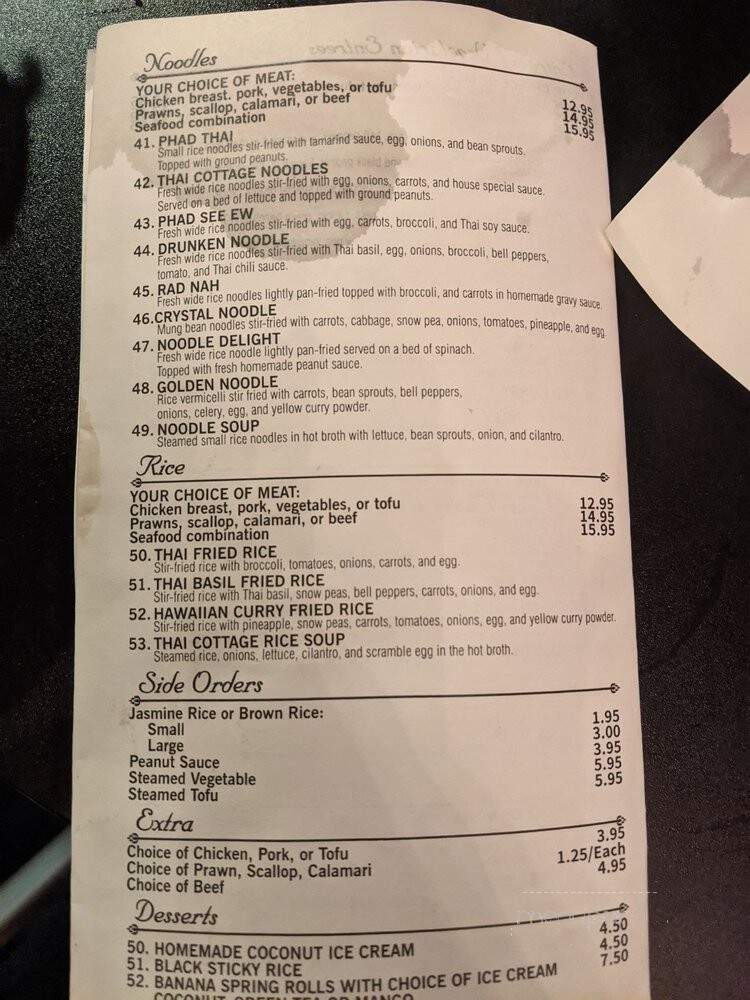 Noodles
YOUR CHOICE OF MEAT:
Chicken breast. pork, vegetables, or tofu 12.95
Prawns, scallop, calamari, or beef 14.95
Seafood combination 15.95
41. PHAD THAI
Small rice noodles stir-fried with tamarind sauce, egg, onions, and bean sprouts.
Topped with ground peanuts.
42. THAI COTTAGE NOODLES
Fresh wide rice noodles stir-fried with egg, onions, carrots, and house special sauce.
Served on a bed of lettuce and topped with ground peanuts.
43. PHAD SEE EW
Fresh wide rice noodles stir-fried with egg, carrots, broccoli, and Thai soy sauce.
44. DRUNKEN NOODLE
Fresh wide rice noodles stir-fried with Thai basil, egg, onions, broccoli, bell peppers,
tomato, and Thai chili sauce.
45. RAD NAH
Fresh wide rice noodles lightly pan-fried topped with broccoli, and carrots in homemade gravy sauce.
46.CRYSTAL NOODLE
Mung bean noodles stir-fried with carrots, cabbage, snow pea, onions, tomatoes, pineapple, and egg.
47. NOODLE DELIGHT
Fresh wide rice noodle lightly pan-fried served on a bed of spinach.
Topped with fresh homemade peanut sauce.
48. GOLDEN NOODLE
Rice vermicelli stir fried with carrots, bean sprouts, bell peppers,
onions, celery, egg, and yellow curry powder.
49. NOODLE SOUP
Steamed small rice noodles in hot broth with lettuce, bean sprouts, onion, and cilantro.
Rice
YOUR CHOICE OF MEAT:
Chicken breast, pork, vegetables, or tofu 12.95
Prawns, scallop, calamari, or beef 14.95
Seafood combination 15.95
50. THAI FRIED RICE
Stir-fried rice with broccoli, tomatoes, onions, carrots, and egg.
51. THAI BASIL FRIED RICE
Stir-fried rice with Thai basil, snow peas, bell peppers, carrots, onions, and egg.
52. HAWAIIAN CURRY FRIED RICE
Stir-fried rice with pineapple, snow peas, carrots, tomatoes, onions, egg, and yellow curry powder.
53. THAI COTTAGE RICE SOUP
Steamed rice, onions, lettuce, cilantro, and scramble egg in the hot broth.
Side Orders
Jasmine Rice or Brown Rice:
Small 1.95
Large 3.00
Peanut Sauce 3.95
Steamed Vegetable 5.95
Steamed Tofu 5.95
Extra
Choice of Chicken, Pork, or Tofu 3.95
Choice of Prawn, Scallop, Calamari 1.25/Each
Choice of Beef 4.95
Desserts
50. HOMEMADE COCONUT ICE CREAM 4.50
51. BLACK STICKY RICE 4.50
52. BANANA SPRING ROLLS WITH CHOICE OF ICE CREAM 7.50
COCONUT, GREEN TEA OR MANGO